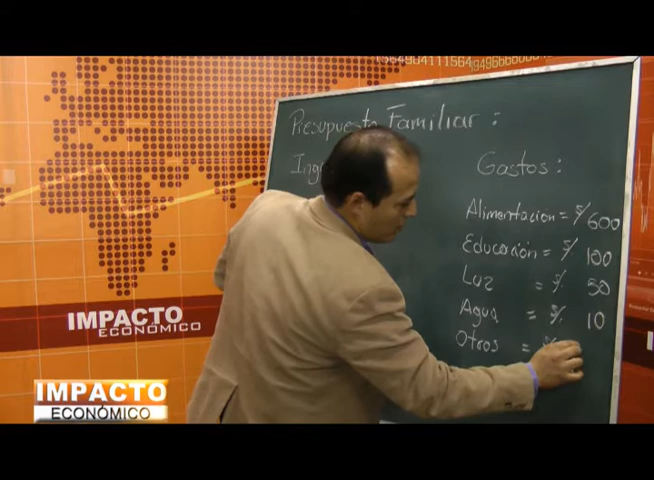 Presupuesto Familiar :
Gastos :
Alimentacion = S/ 600
Educación = S/ 100
Luz = S/. 50
Agua = S/. 10
Otros = S/
IMPACTO
ECONÓMICO
IMPACTO
ECONÓMICO